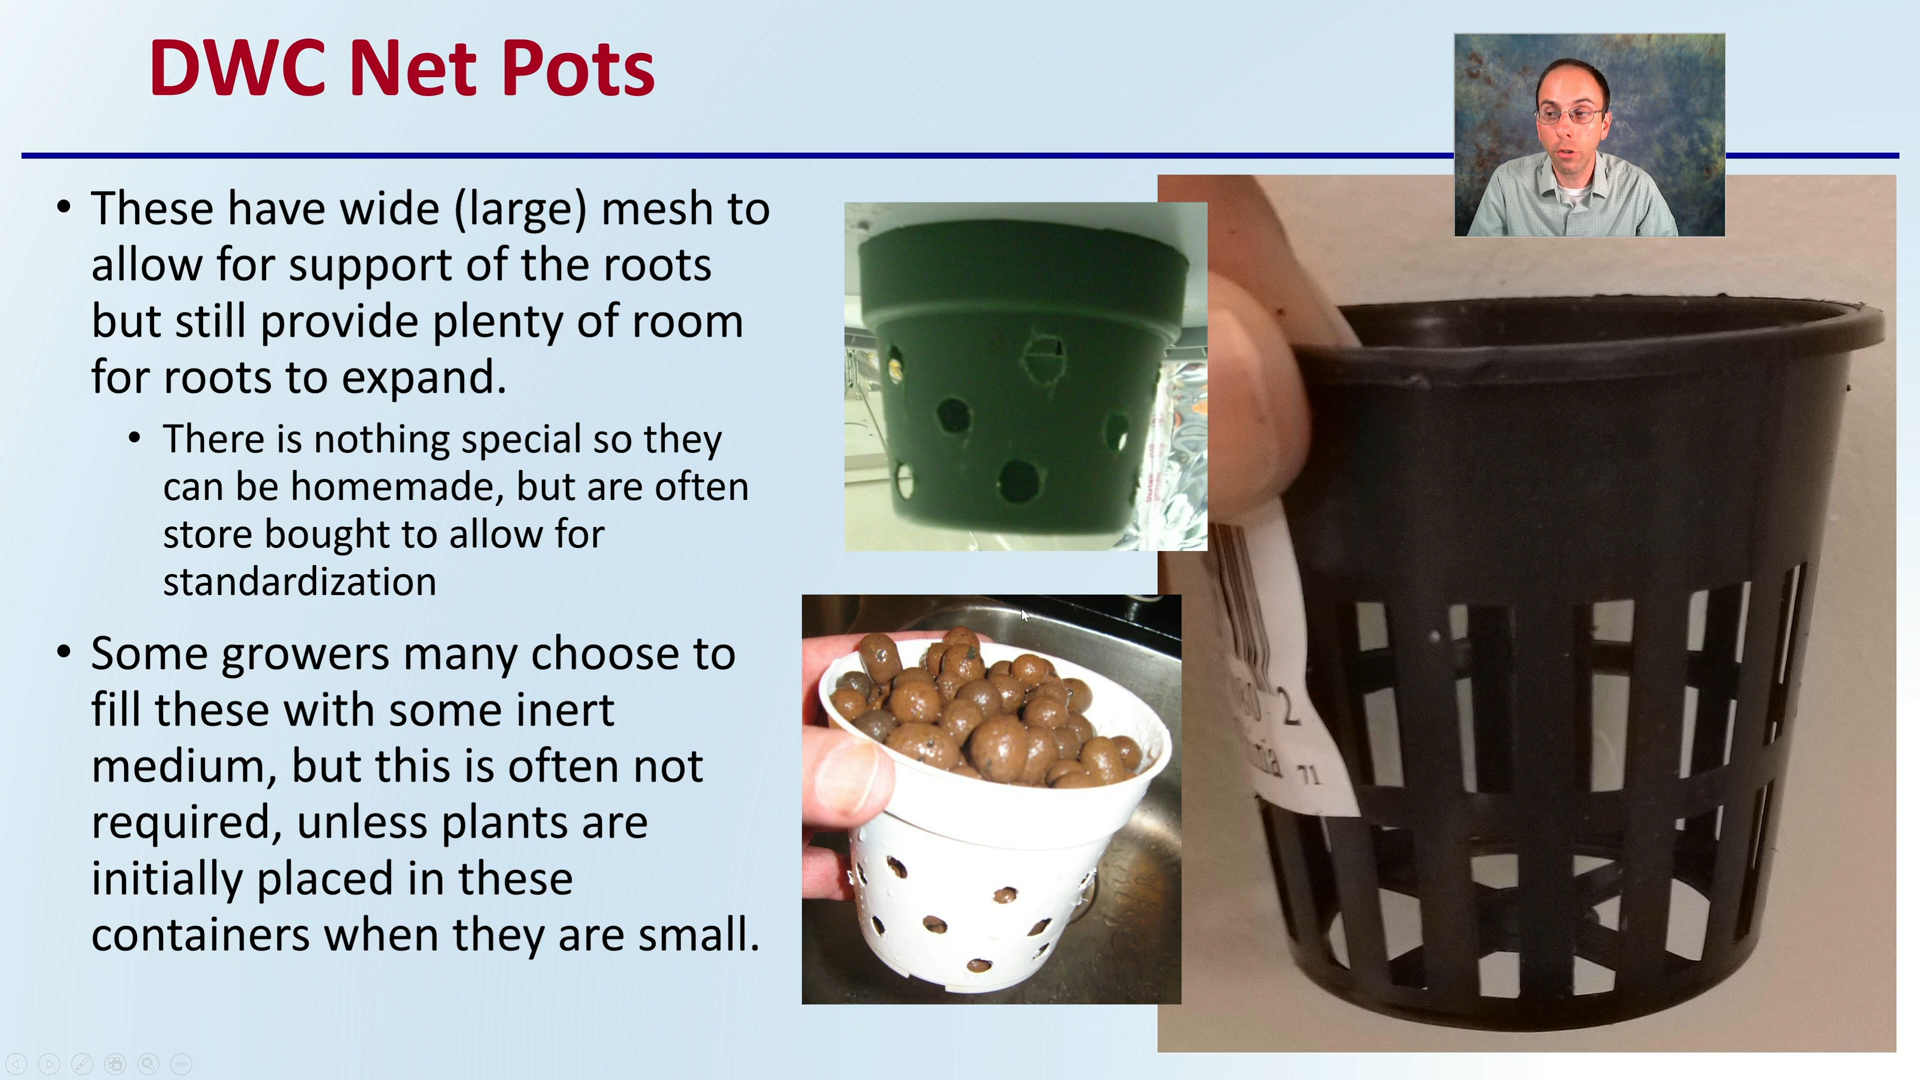 DWC Net Pots
• These have wide (large) mesh to
allow for support of the roots
but still provide plenty of room
for roots to expand.
• There is nothing special so they
can be homemade, but are often
store bought to allow for
standardization
• Some growers many choose to
fill these with some inert
medium, but this is often not
required, unless plants are
initially placed in these
containers when they are small.
2
71